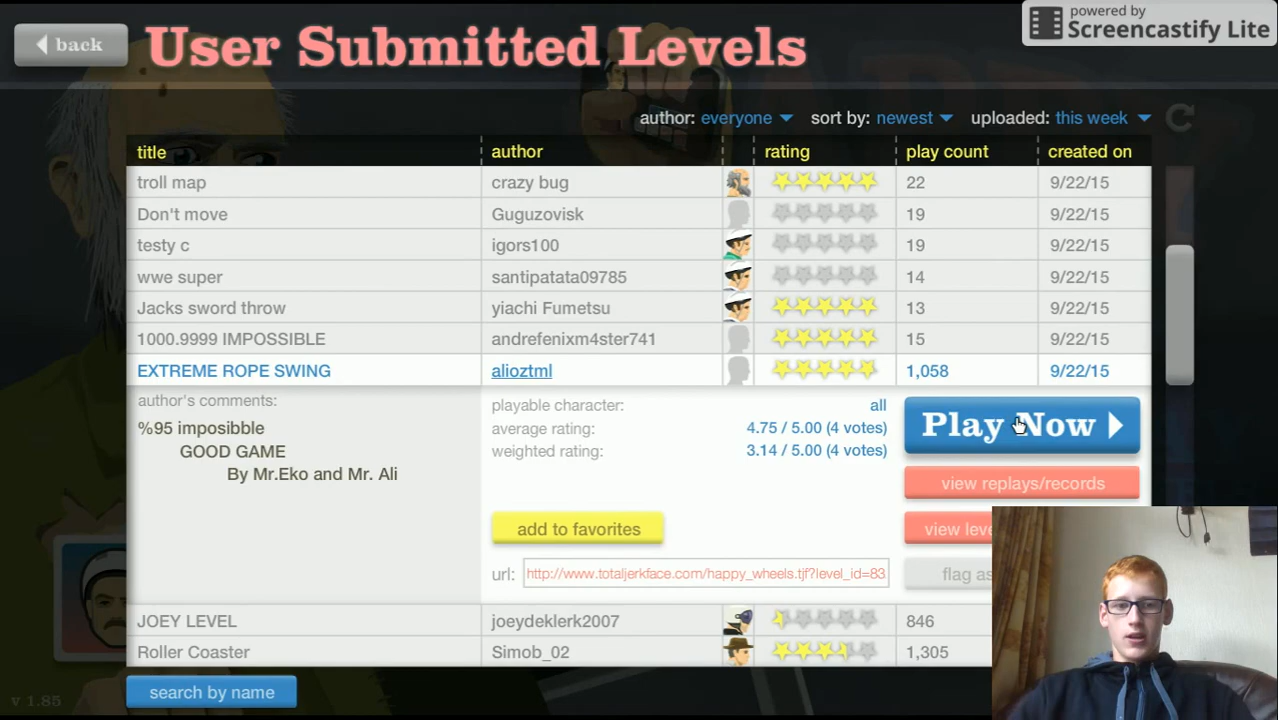 back
User Submitted Levels
powered by
Screencastify Lite
author: everyone sort by: newest uploaded: this week
title author rating play count created on
troll map crazy bug 22 9/22/15
Don't move Guguzovisk 19 9/22/15
testy c igors100 19 9/22/15
wwe super santipatata09785 14 9/22/15
Jacks sword throw yiachi Fumetsu 13 9/22/15
1000.9999 IMPOSSIBLE andrefenixm4ster741 15 9/22/15
EXTREME ROPE SWING alioztml 1,058 9/22/15
author's comments:
%95 imposibble
GOOD GAME
By Mr.Eko and Mr. Ali
playable character: all
average rating: 4.75 / 5.00 (4 votes)
weighted rating: 3.14 / 5.00 (4 votes)
add to favorites
url: http://www.totaljerkface.com/happy_wheels.tjf?level_id=83
Play Now
view replays/records
view leve
flag as
JOEY LEVEL joeydeklerk2007 846
Roller Coaster Simob_02 1,305
v 1.85
search by name